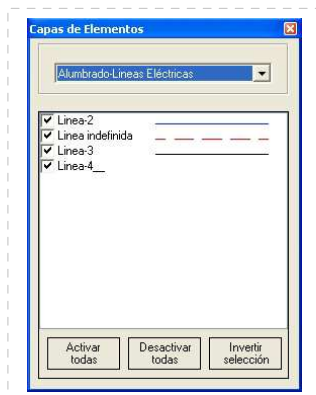 Capas de Elementos
Alumbrado-Lineas Eléctricas
Linea-2
Linea indefinida
Linea-3
Linea-4__
Activar
todas
Desactivar
todas
Invertir
selección